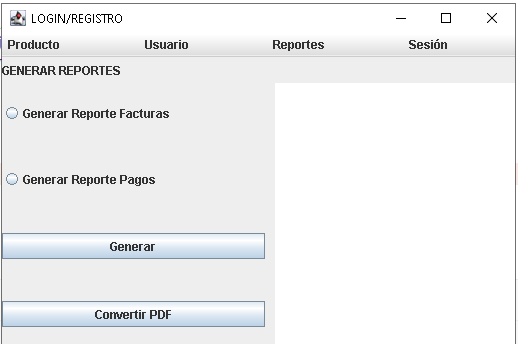 LOGIN/REGISTRO
Producto Usuario Reportes Sesión
GENERAR REPORTES
Generar Reporte Facturas
Generar Reporte Pagos
Generar
Convertir PDF